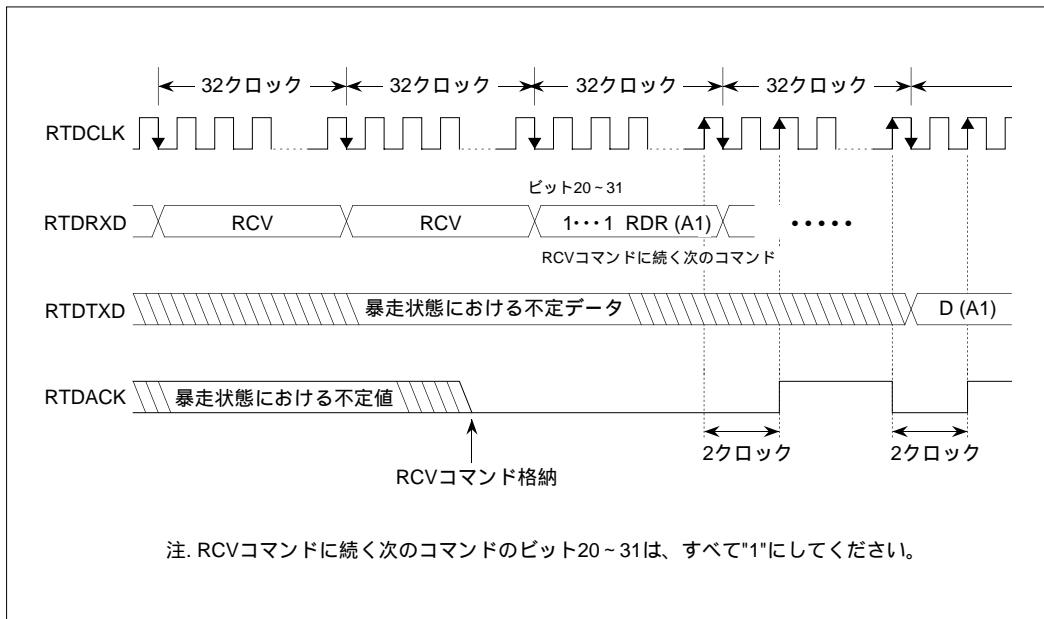 32クロック 32クロック 32クロック 32クロック
RTDCLK
ビット20～31
RTDRXD RCV RCV 1･･･1 RDR (A1) •••••
RCVコマンドに続く次のコマンド
RTDTXD 暴走状態における不定データ D (A1)
RTDACK 暴走状態における不定値
2クロック 2クロック
RCVコマンド格納
注. RCVコマンドに続く次のコマンドのビット20～31は、すべて"1"にしてください。